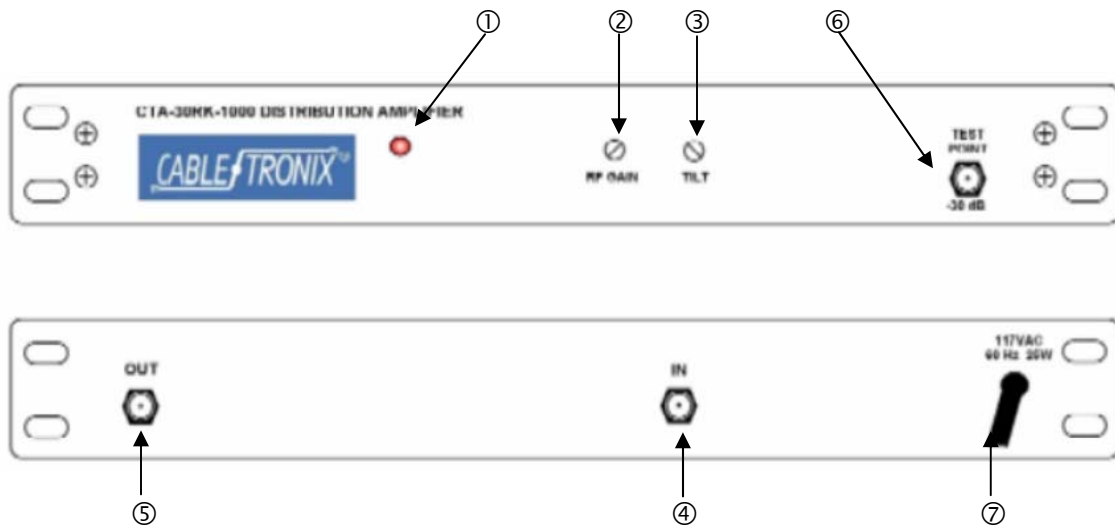 ① ② ③ ⑥
CTA-30RK-1000 DISTRIBUTION AMPLIFIER
CABLETRONIX
RF GAIN
TILT
TEST
POINT
-30 dB
OUT
IN
117VAC
60 Hz 25W
⑤ ④ ⑦